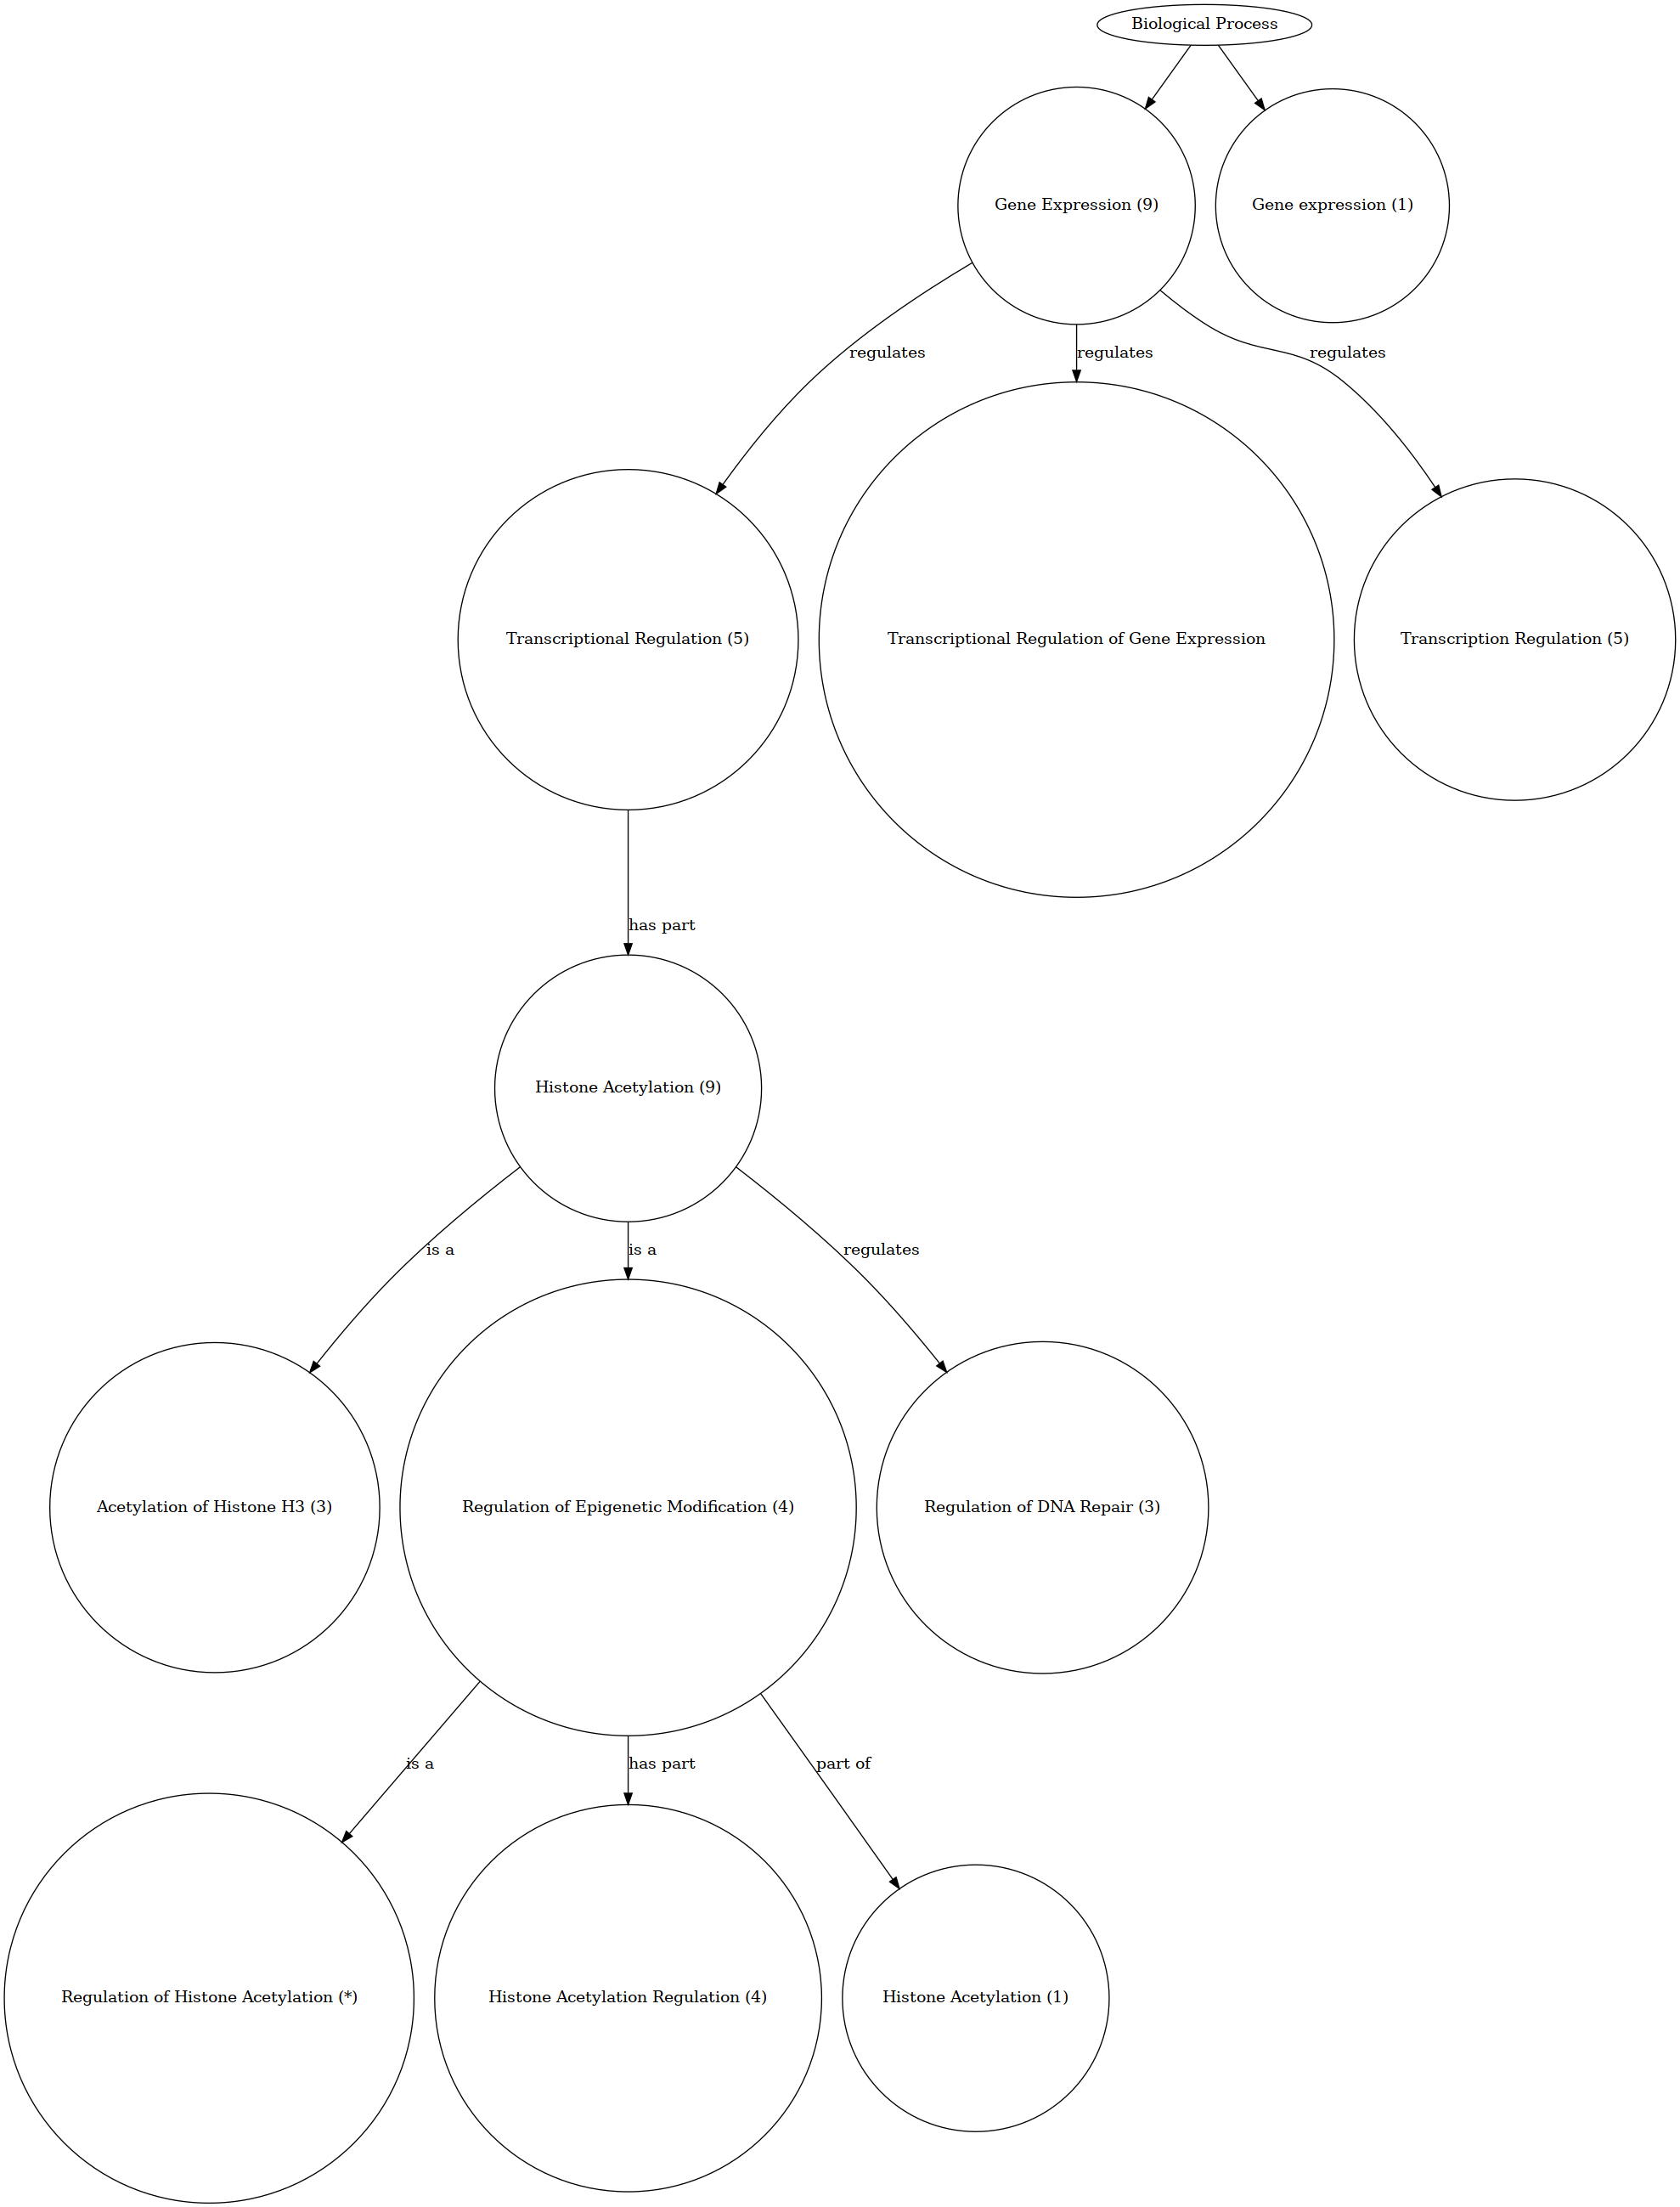 Biological Process
Gene Expression (9)
Gene expression (1)
regulates
regulates
regulates
Transcriptional Regulation (5)
Transcriptional Regulation of Gene Expression
Transcription Regulation (5)
has part
Histone Acetylation (9)
is a
is a
regulates
Acetylation of Histone H3 (3)
Regulation of Epigenetic Modification (4)
Regulation of DNA Repair (3)
is a
has part
part of
Regulation of Histone Acetylation (*)
Histone Acetylation Regulation (4)
Histone Acetylation (1)